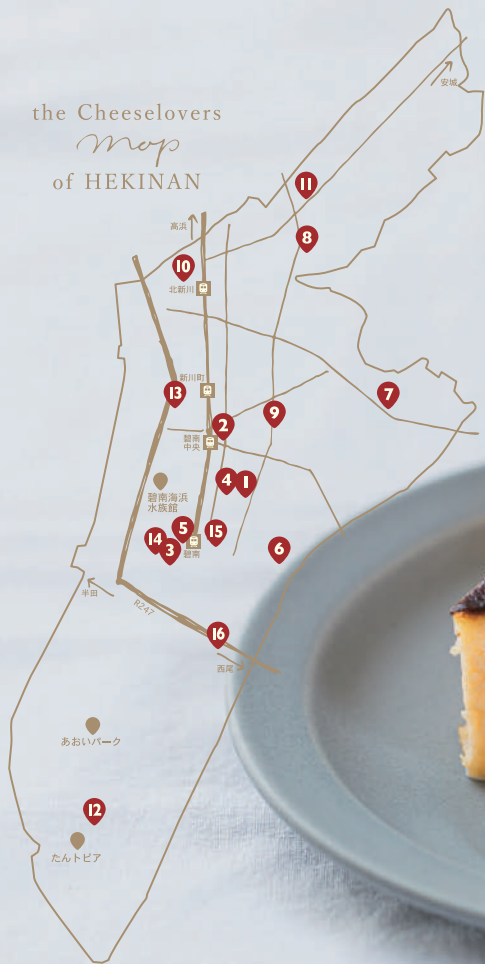 the Cheeselovers
map
of HEKINAN
安城
11
8
高浜
10
北新川
新川町
13
7
9
2
碧南
中央
4
1
碧南海浜
水族館
5
15
14
3
碧南
6
半田
R247
16
西尾
あおいパーク
12
たんトピア